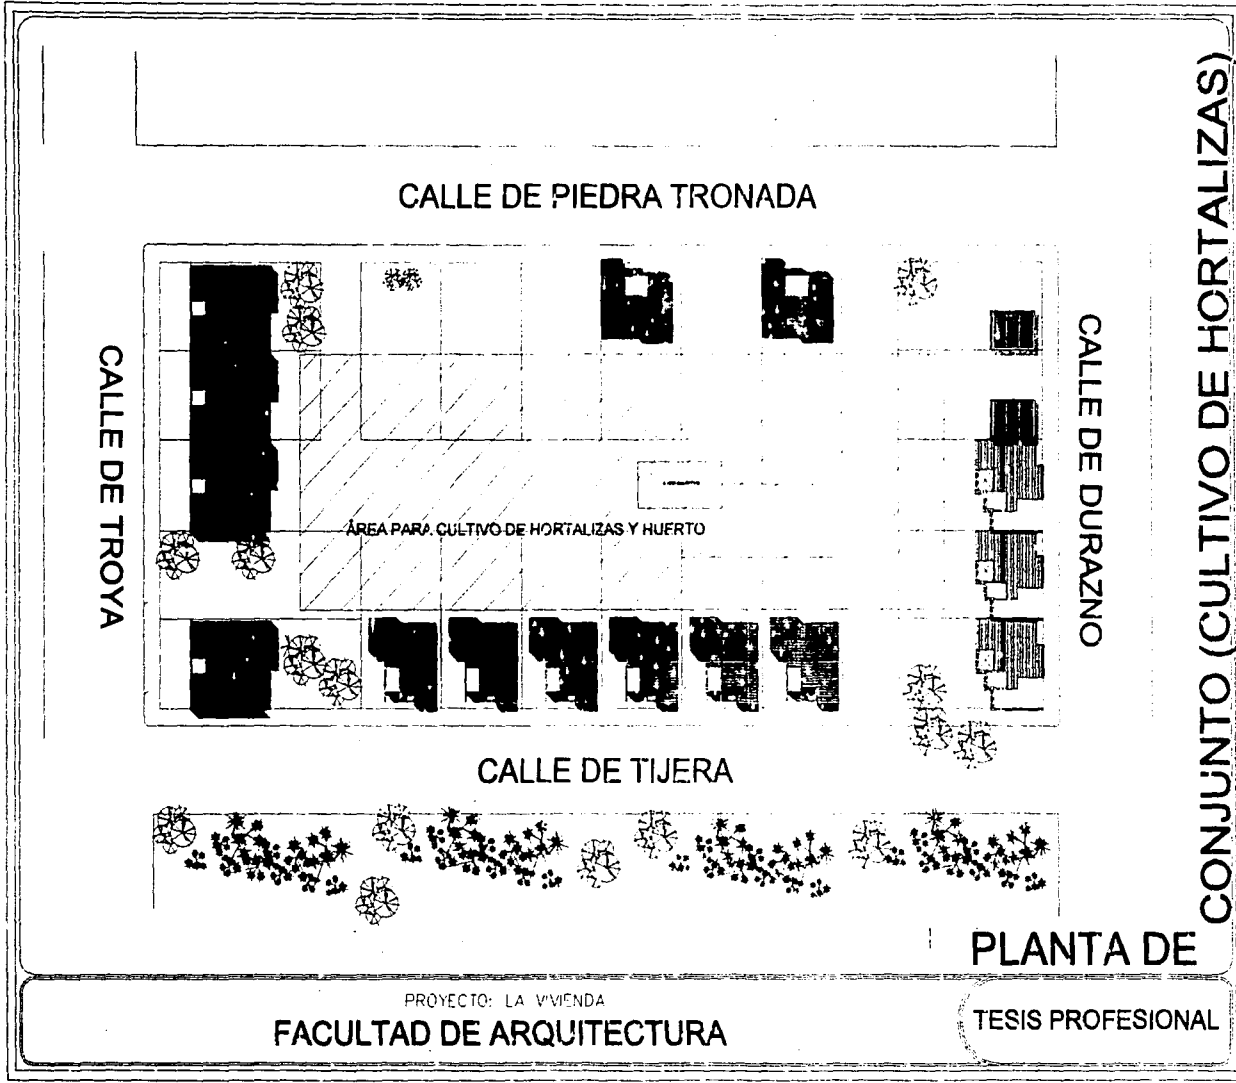 CALLE DE PIEDRA TRONADA
CALLE DE TROYA
CALLE DE DURAZNO
ÁREA PARA CULTIVO DE HORTALIZAS Y HUERTO
CALLE DE TIJERA
PLANTA DE
CONJUNTO (CULTIVO DE HORTALIZAS)
PROYECTO: LA VIVIENDA
FACULTAD DE ARQUITECTURA
TESIS PROFESIONAL